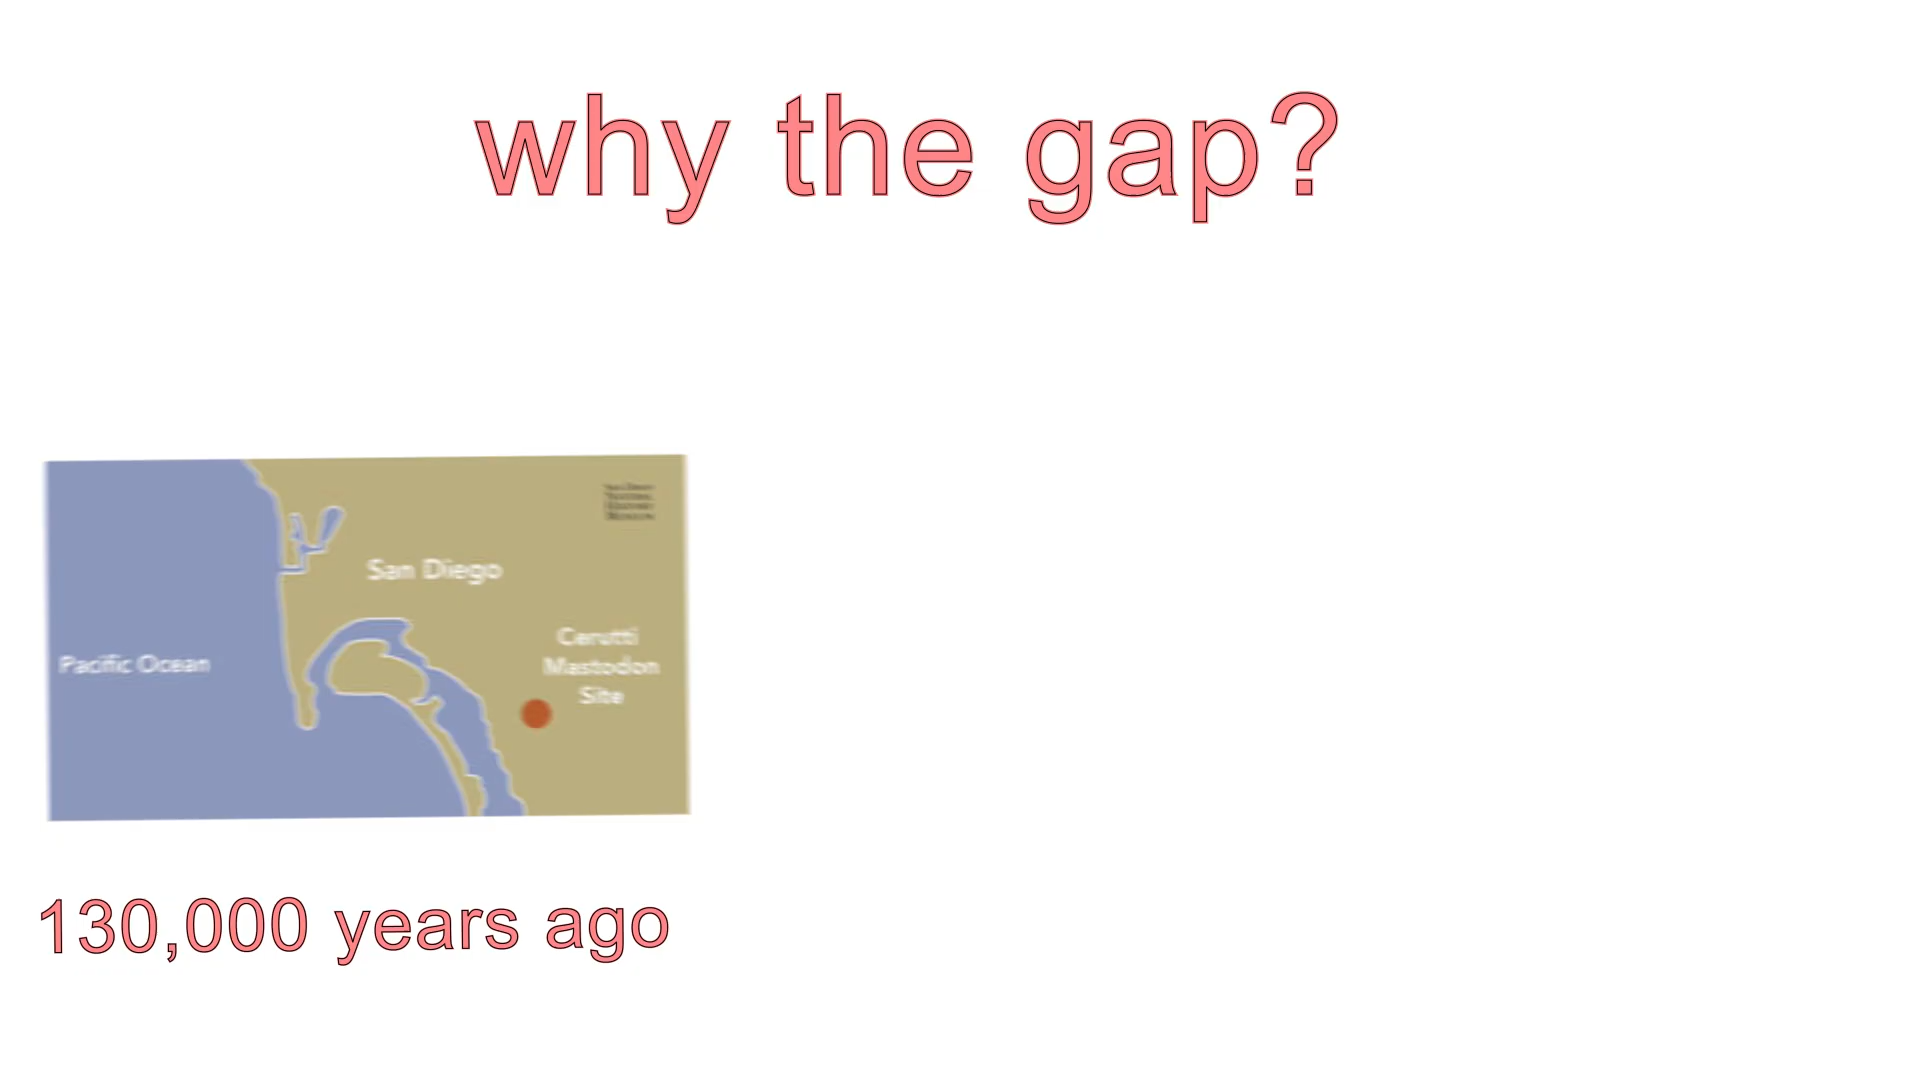 why the gap?
San Diego
Cerutti
Mastodon
Site
Pacific Ocean
130,000 years ago